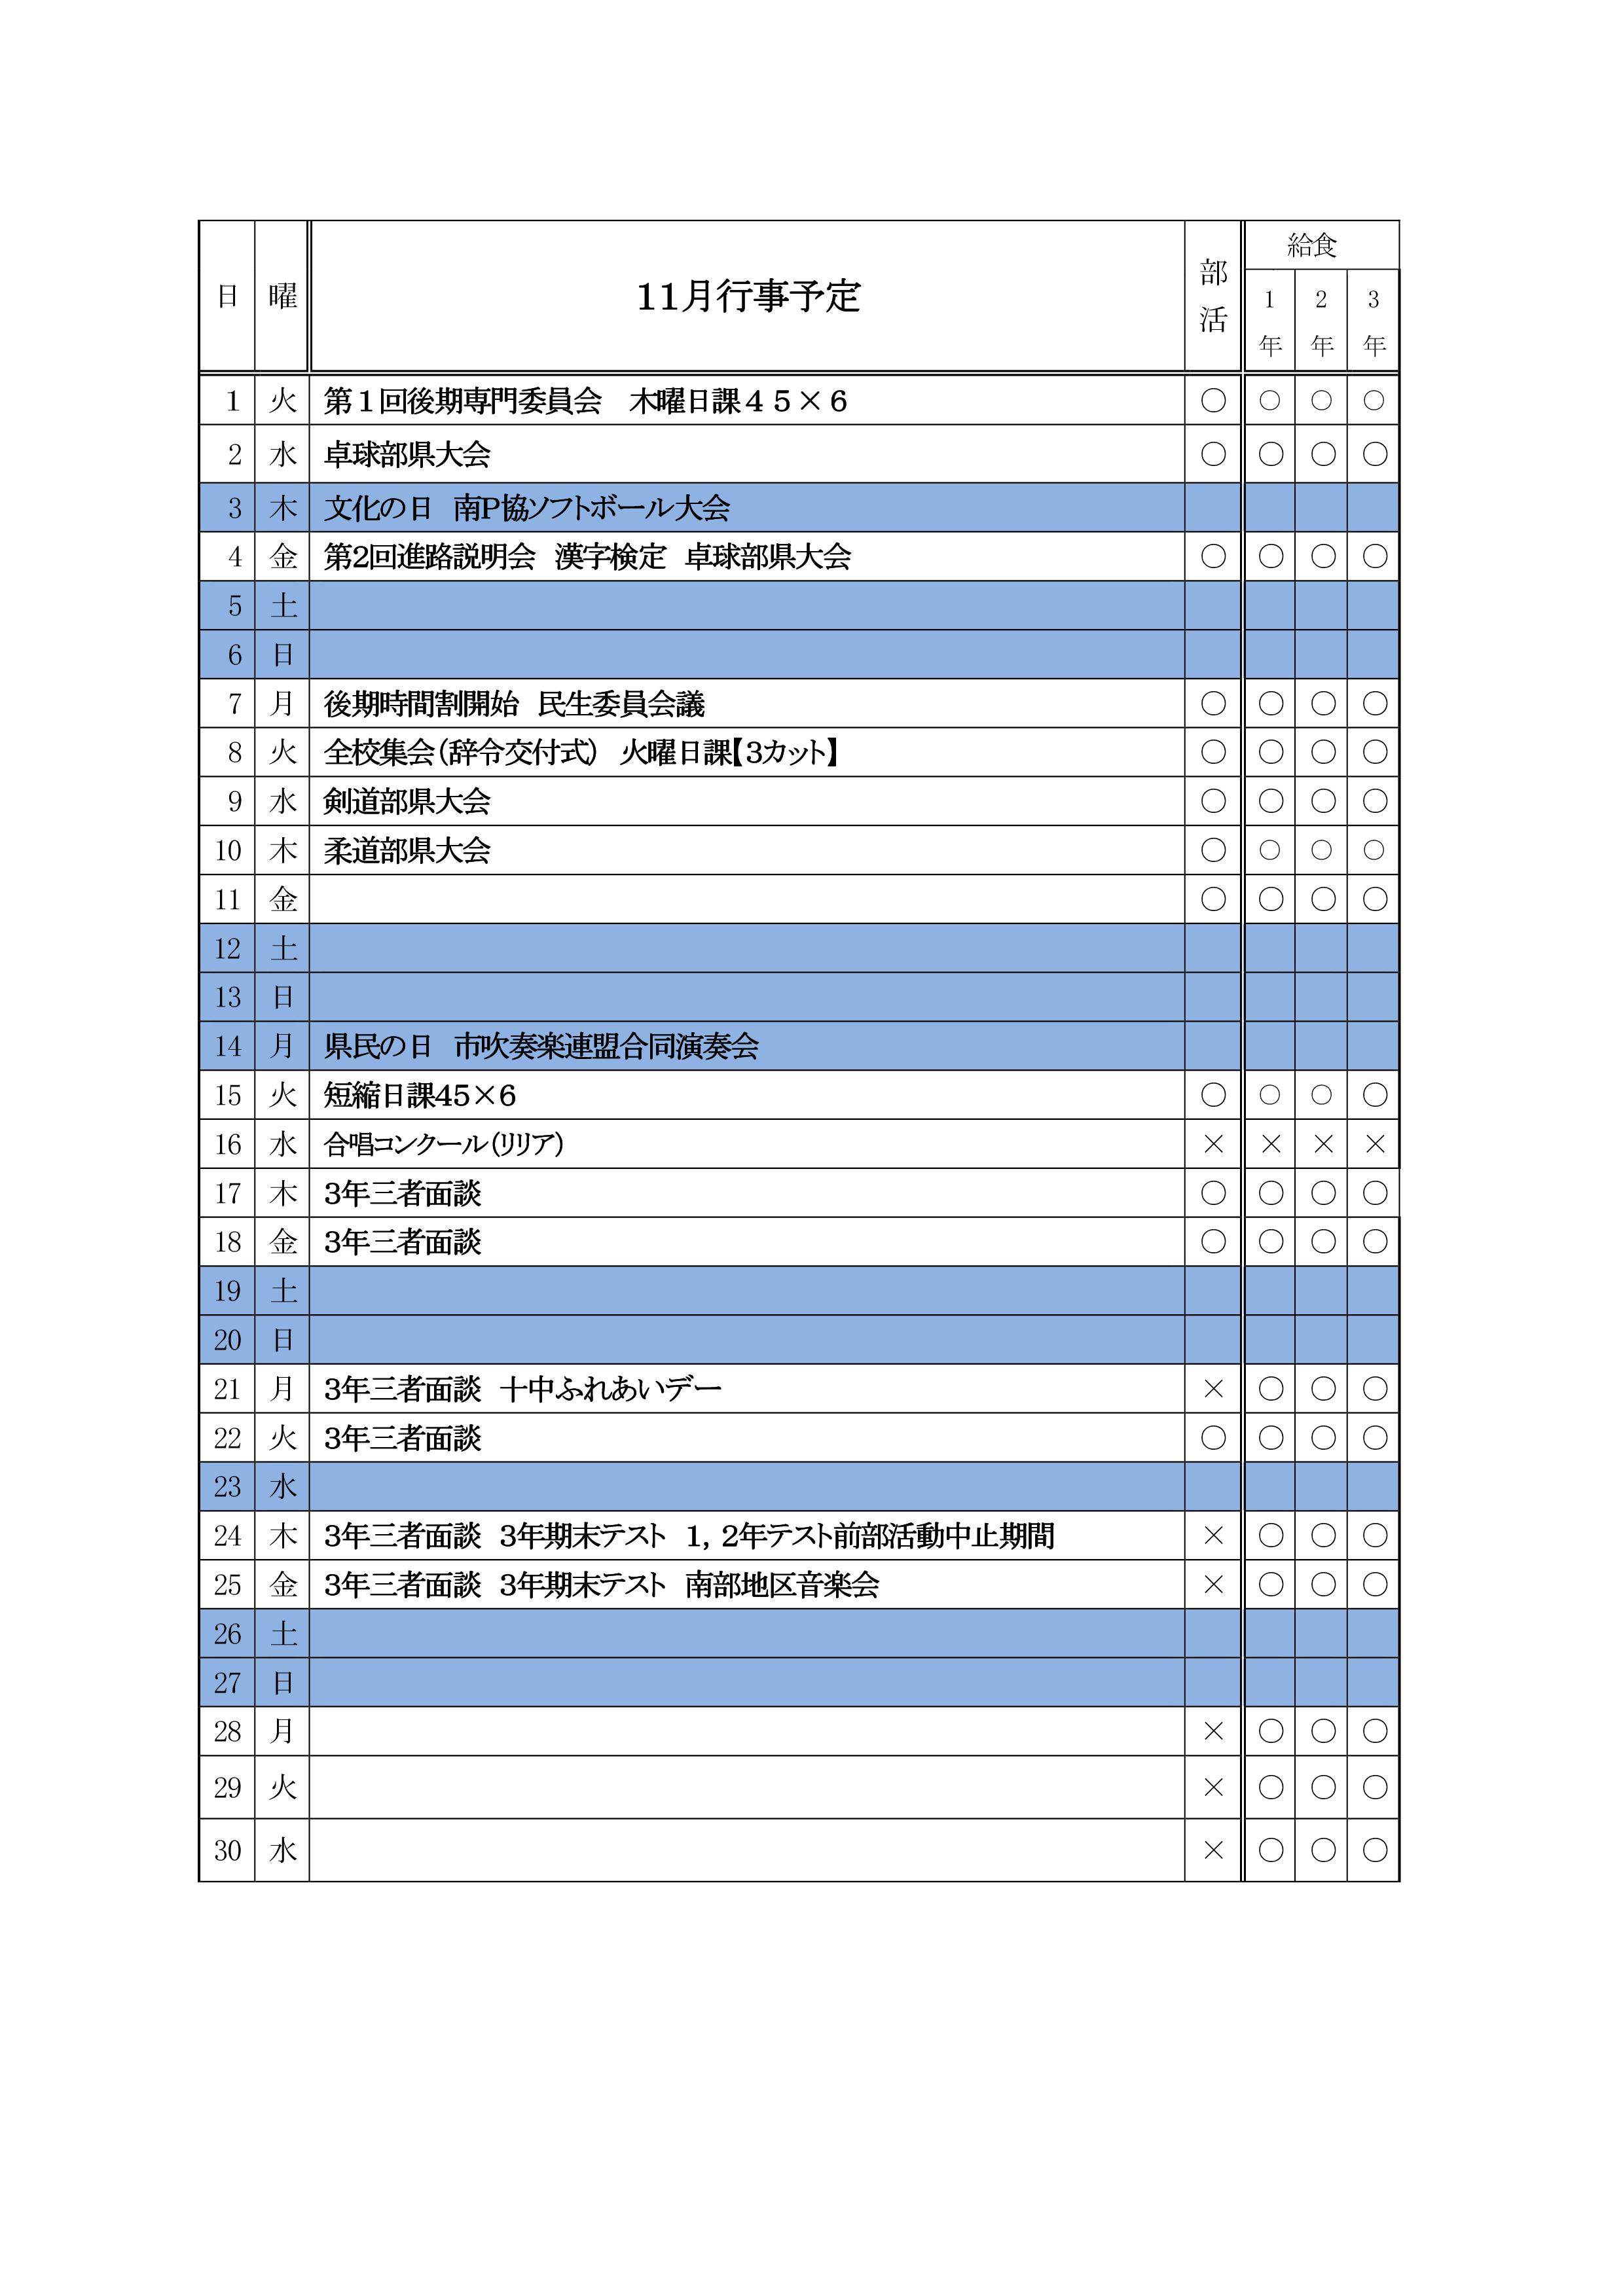 日 曜 11月行事予定 部活 給食
1年 2年 3年
1 火 第1回後期専門委員会　木曜日課４５×６ ○ ○ ○ ○
2 水 卓球部県大会 ○ ○ ○ ○
3 木 文化の日　南P協ソフトボール大会
4 金 第2回進路説明会　漢字検定　卓球部県大会 ○ ○ ○ ○
5 土
6 日
7 月 後期時間割開始　民生委員会議 ○ ○ ○ ○
8 火 全校集会（辞令交付式）　火曜日課【3カット】 ○ ○ ○ ○
9 水 剣道部県大会 ○ ○ ○ ○
10 木 柔道部県大会 ○ ○ ○ ○
11 金 ○ ○ ○ ○
12 土
13 日
14 月 県民の日　市吹奏楽連盟合同演奏会
15 火 短縮日課45×6 ○ ○ ○ ○
16 水 合唱コンクール（リリア） × × × ×
17 木 3年三者面談 ○ ○ ○ ○
18 金 3年三者面談 ○ ○ ○ ○
19 土
20 日
21 月 3年三者面談　十中ふれあいデー × ○ ○ ○
22 火 3年三者面談 ○ ○ ○ ○
23 水
24 木 3年三者面談　3年期末テスト　1，2年テスト前部活動中止期間 × ○ ○ ○
25 金 3年三者面談　3年期末テスト　南部地区音楽会 × ○ ○ ○
26 土
27 日
28 月 × ○ ○ ○
29 火 × ○ ○ ○
30 水 × ○ ○ ○